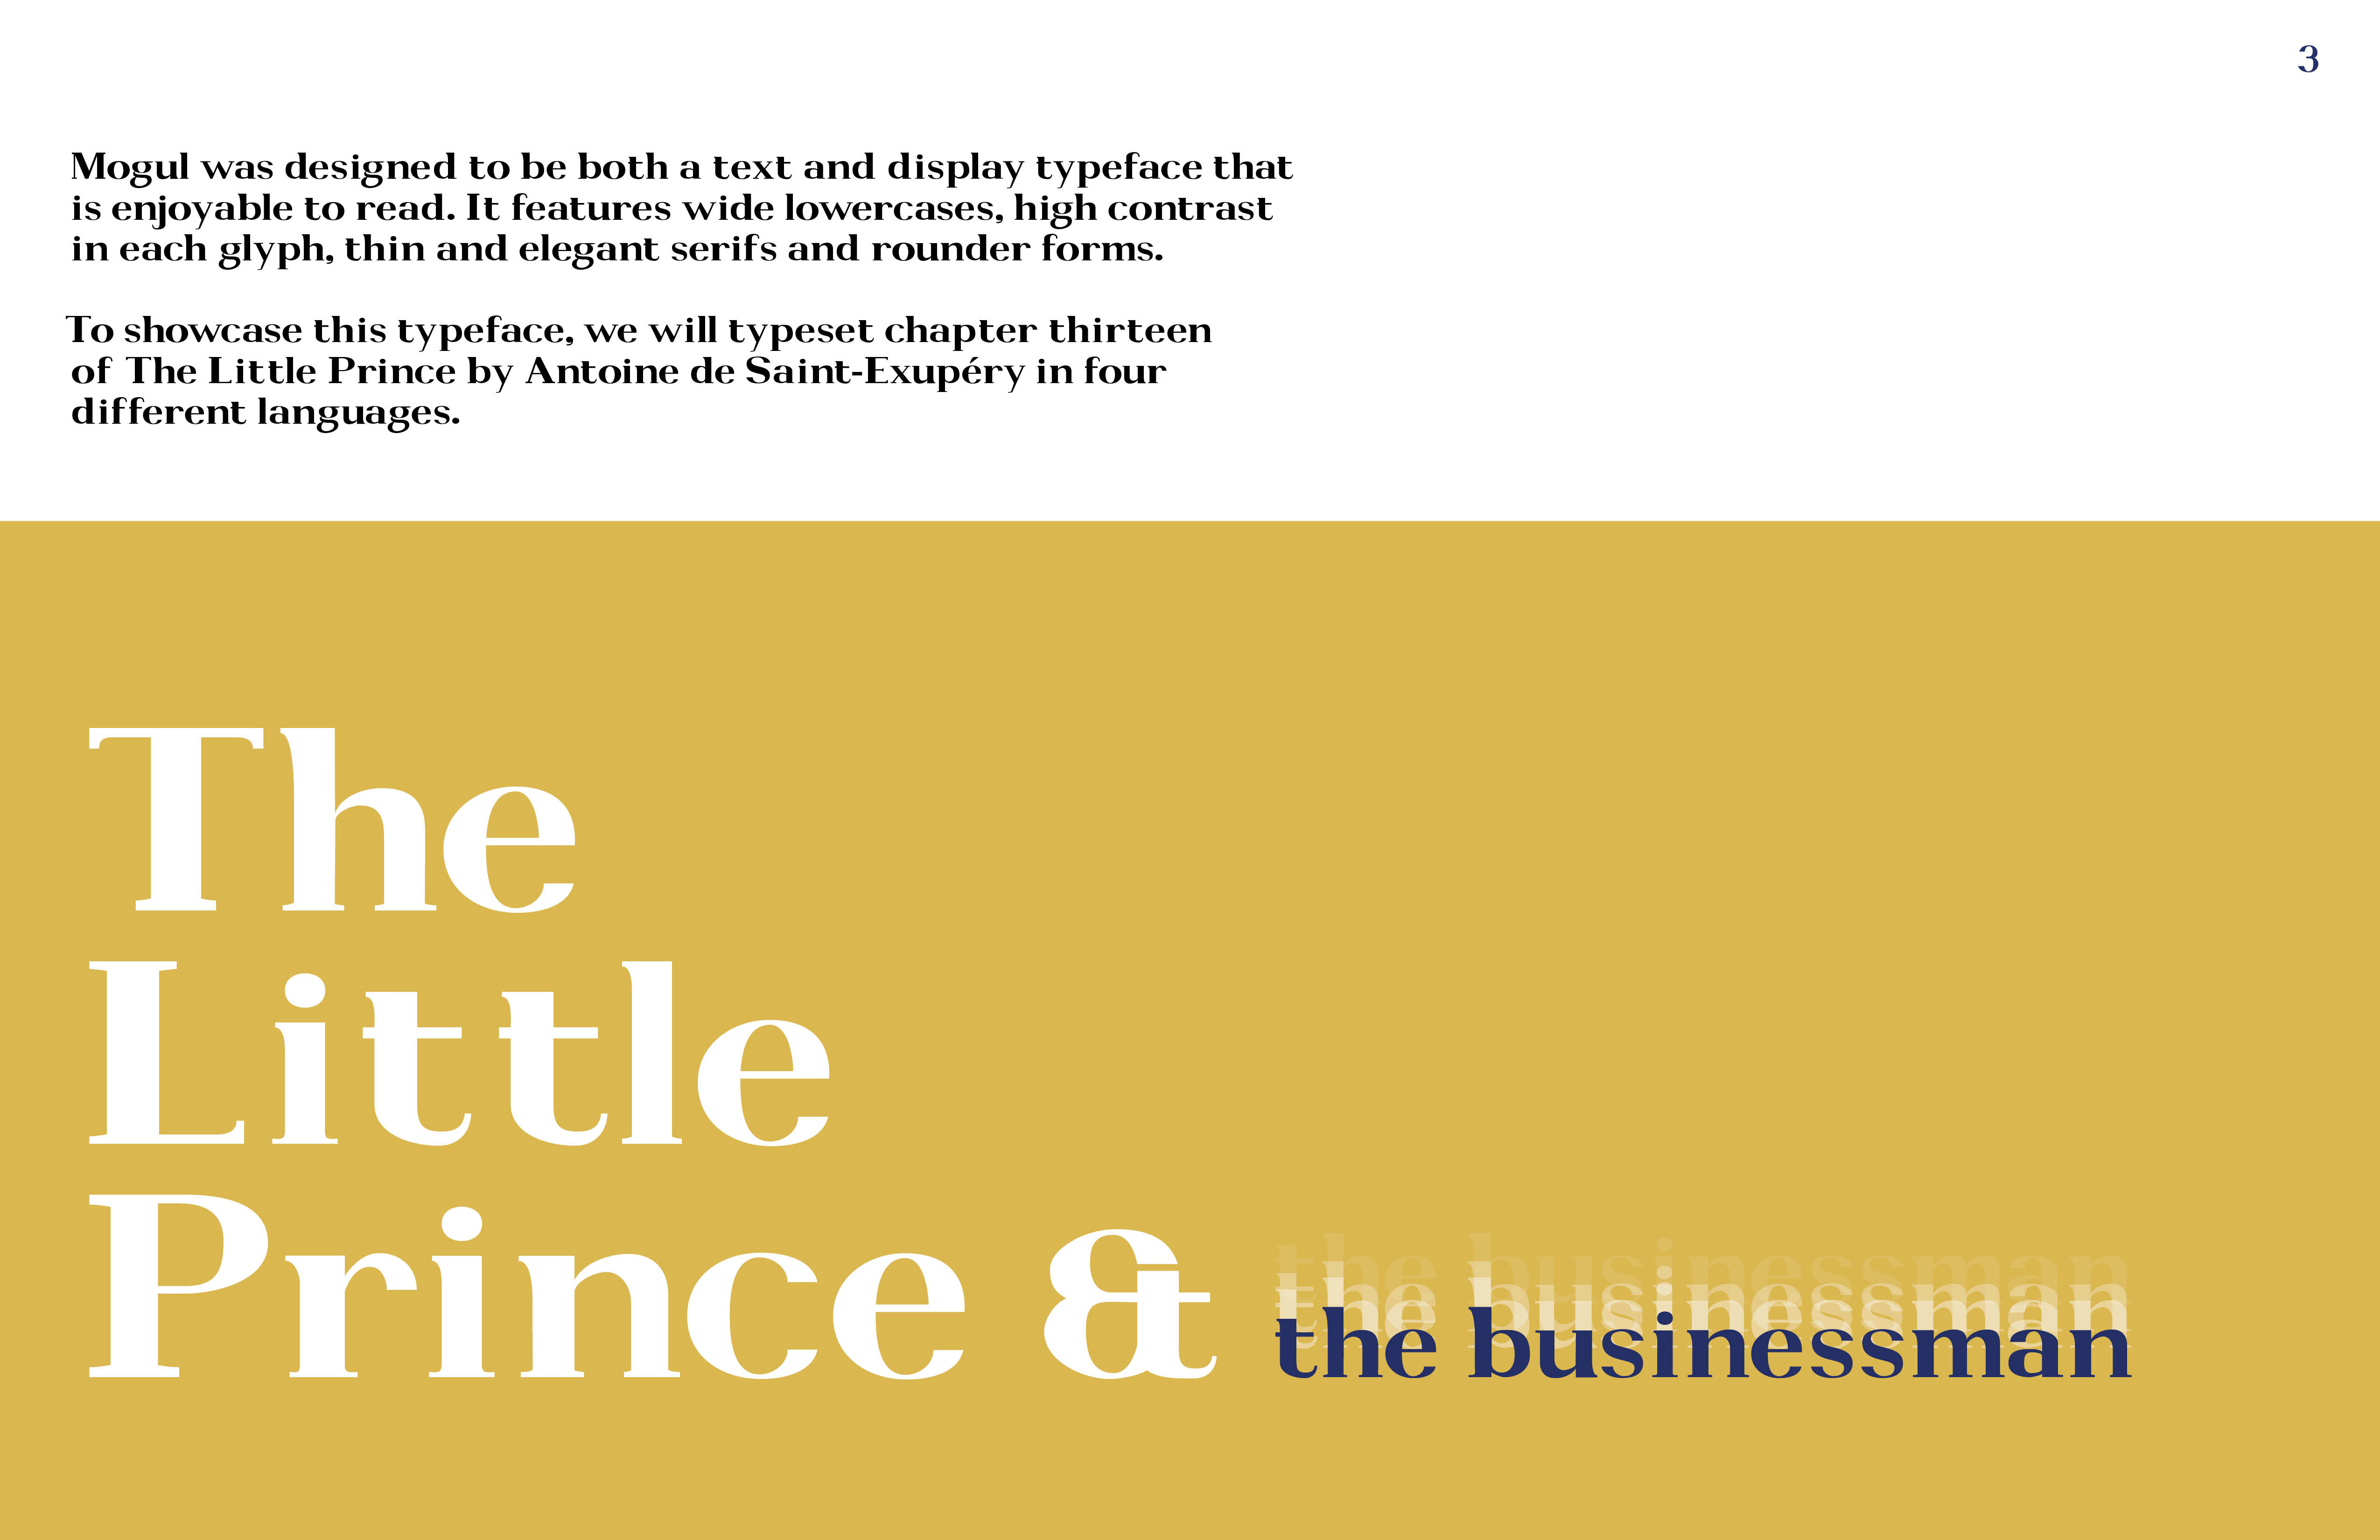 3
Mogul was designed to be both a text and display typeface that
is enjoyable to read. It features wide lowercases, high contrast
in each glyph, thin and elegant serifs and rounder forms.
To showcase this typeface, we will typeset chapter thirteen
of The Little Prince by Antoine de Saint-Exupéry in four
different languages.
The
Little
Prince &
the businessman
the businessman
the businessman
the businessman